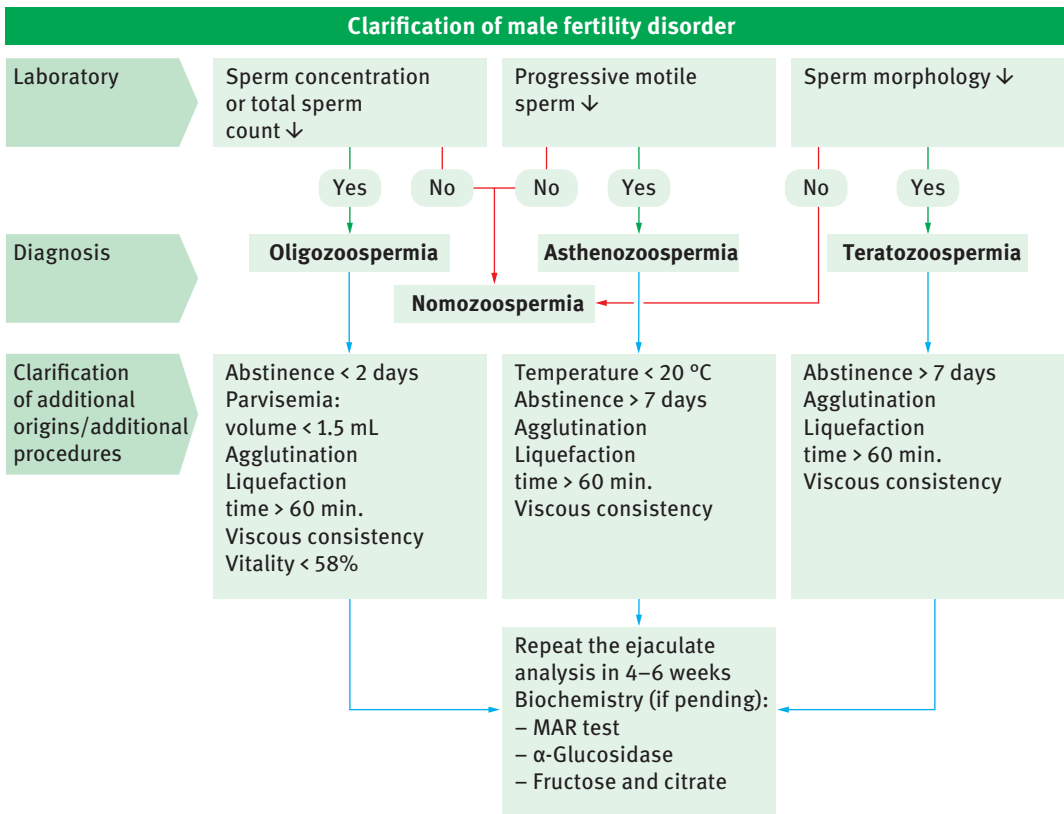 Clarification of male fertility disorder
Laboratory
Sperm concentration
or total sperm
count ↓
Progressive motile
sperm ↓
Sperm morphology ↓
Yes
No
No
Yes
No
Yes
Diagnosis
Oligozoospermia
Asthenozoospermia
Teratozoospermia
Nomozoospermia
Clarification
of additional
origins/additional
procedures
Abstinence < 2 days
Parvisemia:
volume < 1.5 mL
Agglutination
Liquefaction
time > 60 min.
Viscous consistency
Vitality < 58%
Temperature < 20 °C
Abstinence > 7 days
Agglutination
Liquefaction
time > 60 min.
Viscous consistency
Abstinence > 7 days
Agglutination
Liquefaction
time > 60 min.
Viscous consistency
Repeat the ejaculate
analysis in 4–6 weeks
Biochemistry (if pending):
– MAR test
– α-Glucosidase
– Fructose and citrate